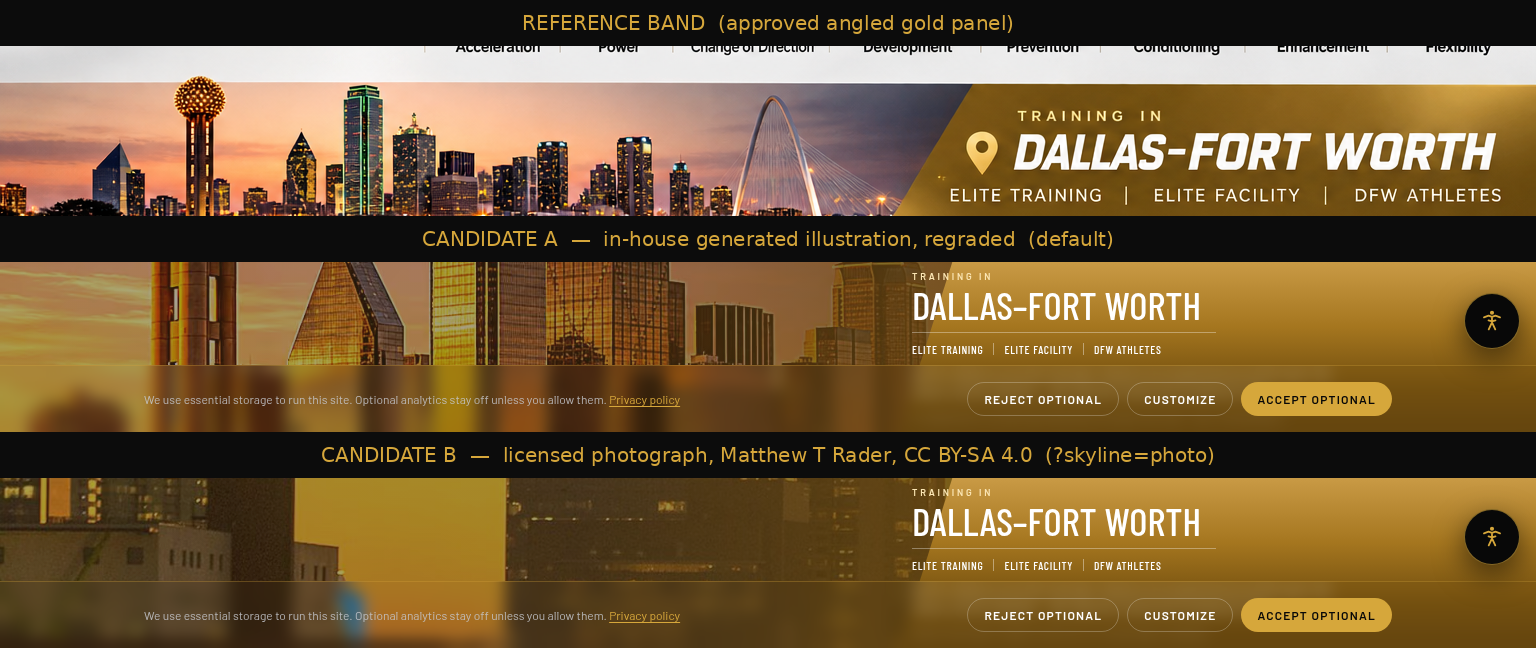 REFERENCE BAND (approved angled gold panel)
Acceleration Power Change of Direction Development Prevention Conditioning Enhancement Flexibility
TRAINING IN
DALLAS-FORT WORTH
ELITE TRAINING | ELITE FACILITY | DFW ATHLETES
CANDIDATE A — in-house generated illustration, regraded (default)
TRAINING IN
DALLAS–FORT WORTH
ELITE TRAINING | ELITE FACILITY | DFW ATHLETES
We use essential storage to run this site. Optional analytics stay off unless you allow them. Privacy policy REJECT OPTIONAL CUSTOMIZE ACCEPT OPTIONAL
CANDIDATE B — licensed photograph, Matthew T Rader, CC BY-SA 4.0 (?skyline=photo)
TRAINING IN
DALLAS–FORT WORTH
ELITE TRAINING | ELITE FACILITY | DFW ATHLETES
We use essential storage to run this site. Optional analytics stay off unless you allow them. Privacy policy REJECT OPTIONAL CUSTOMIZE ACCEPT OPTIONAL